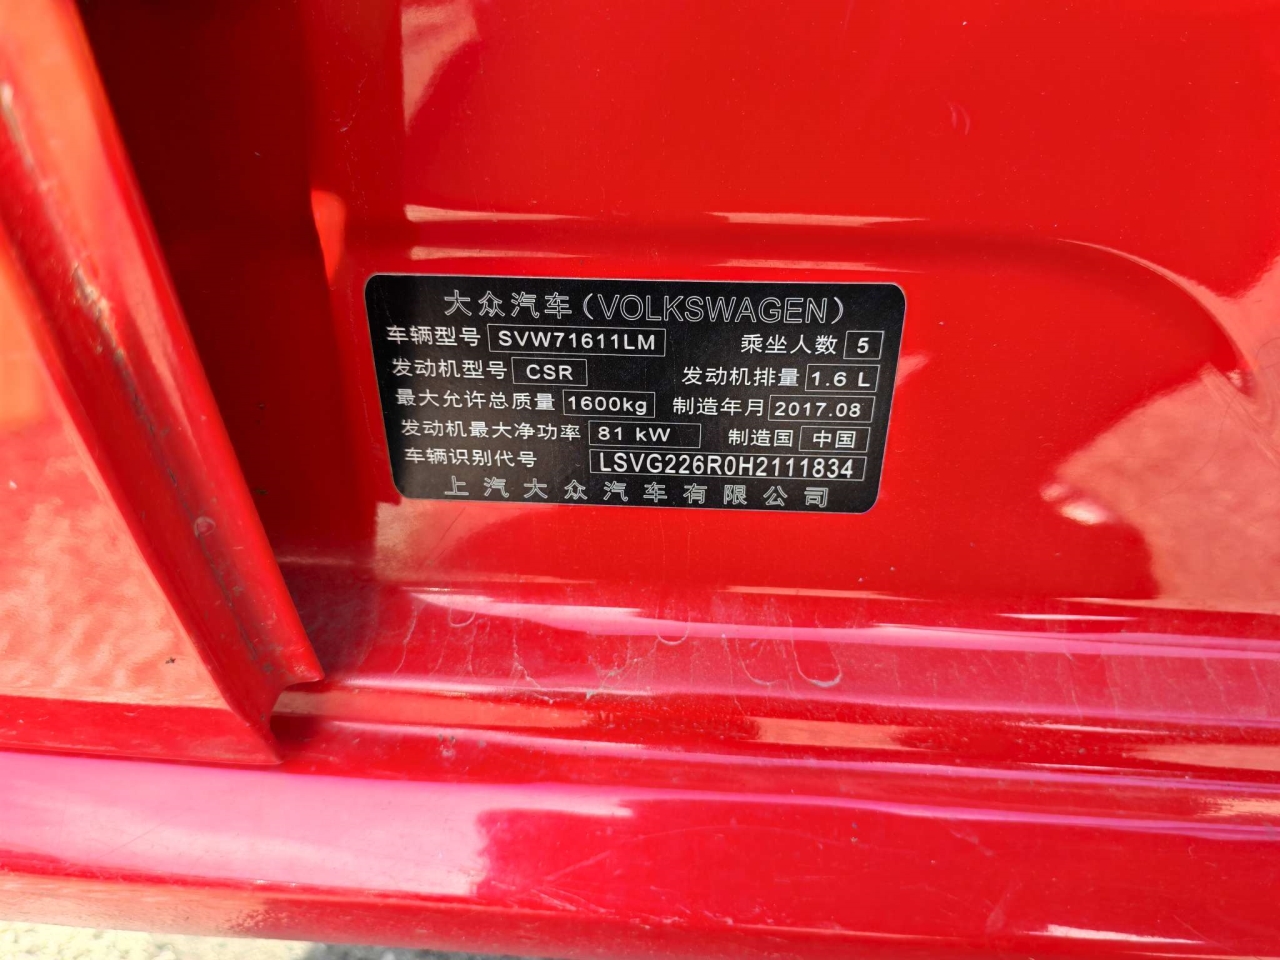 大众汽车(VOLKSWAGEN)
车辆型号 SVW71611LM 乘坐人数 5
发动机型号 CSR 发动机排量 1.6 L
最大允许总质量 1600kg 制造年月 2017.08
发动机最大净功率 81 kW 制造国 中国
车辆识别代号 LSVG226R0H2111834
上汽大众汽车有限公司